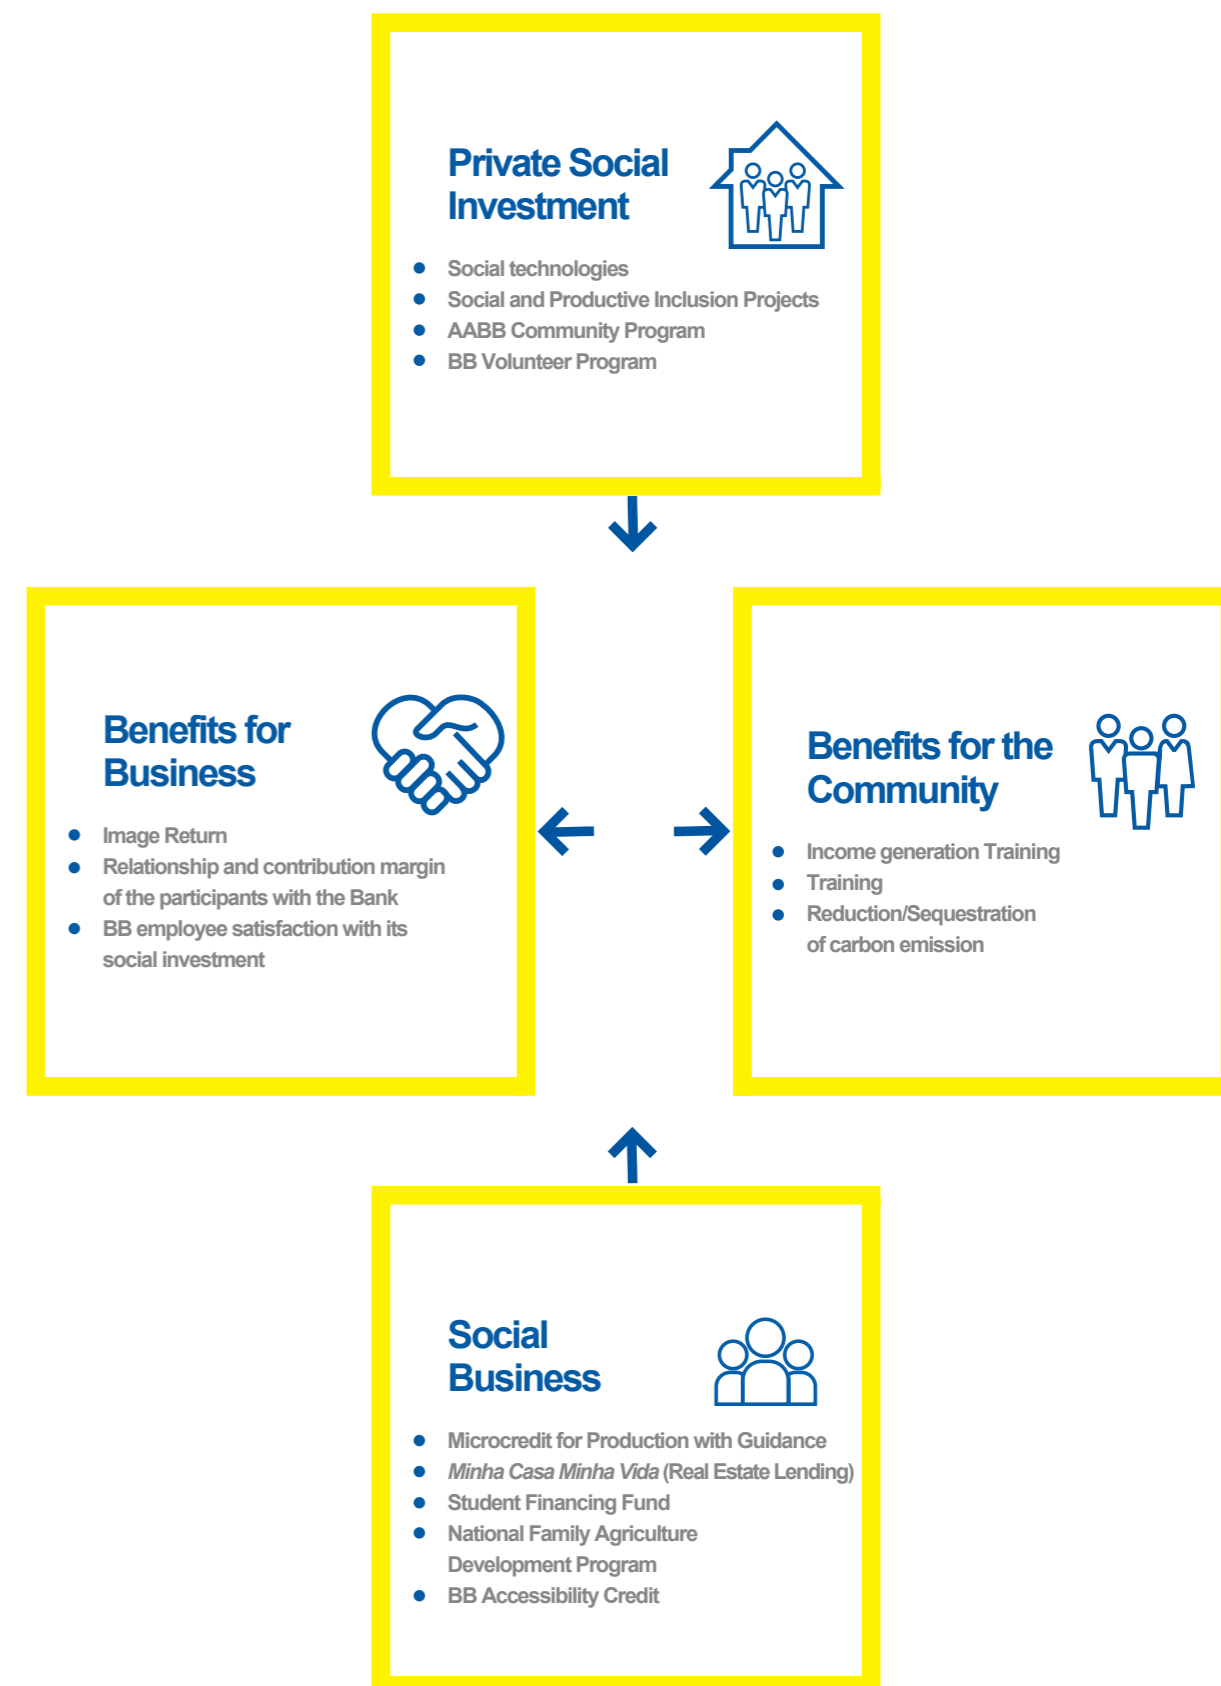 Private Social
Investment
Social technologies
Social and Productive Inclusion Projects
AABB Community Program
BB Volunteer Program
Benefits for
Business
Image Return
Relationship and contribution margin
of the participants with the Bank
BB employee satisfaction with its
social investment
Benefits for the
Community
Income generation Training
Training
Reduction/Sequestration
of carbon emission
Social
Business
Microcredit for Production with Guidance
Minha Casa Minha Vida (Real Estate Lending)
Student Financing Fund
National Family Agriculture
Development Program
BB Accessibility Credit